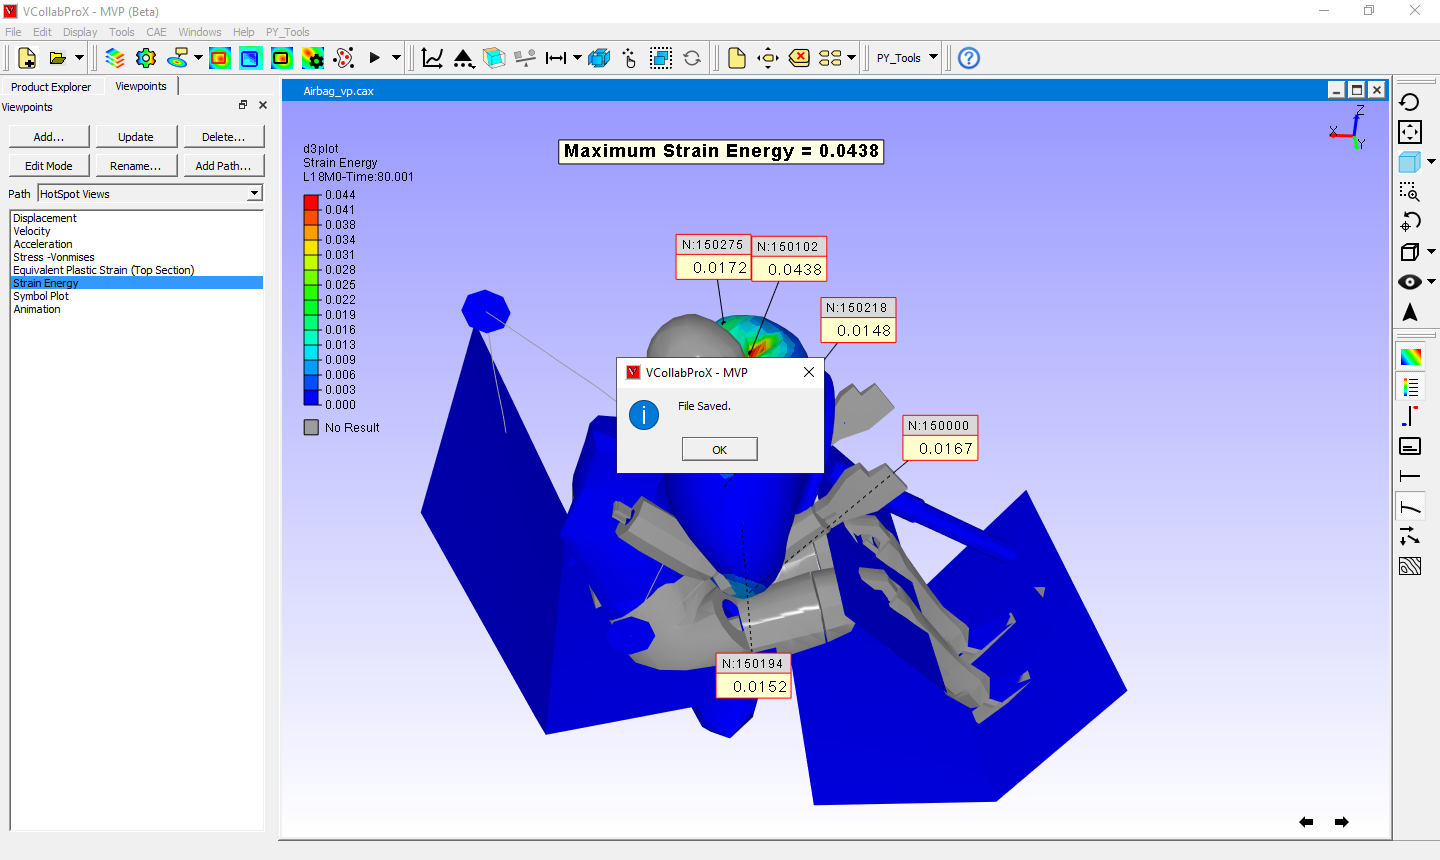 VCollabProX - MVP (Beta)
File Edit Display Tools CAE Windows Help PY_Tools
PY_Tools
Product Explorer Viewpoints
Viewpoints
Add... Update Delete...
Edit Mode Rename... Add Path...
Path HotSpot Views
Displacement
Velocity
Acceleration
Stress -Vonmises
Equivalent Plastic Strain (Top Section)
Strain Energy
Symbol Plot
Animation
Airbag_vp.cax
d3plot
Strain Energy
L18M0-Time:80.001
0.044
0.041
0.038
0.034
0.031
0.028
0.025
0.022
0.019
0.016
0.013
0.009
0.006
0.003
0.000
No Result
Maximum Strain Energy = 0.0438
N:150275
0.0172
N:150102
0.0438
N:150218
0.0148
N:150000
0.0167
N:150194
0.0152
VCollabProX - MVP
File Saved.
OK
Z
X
Y